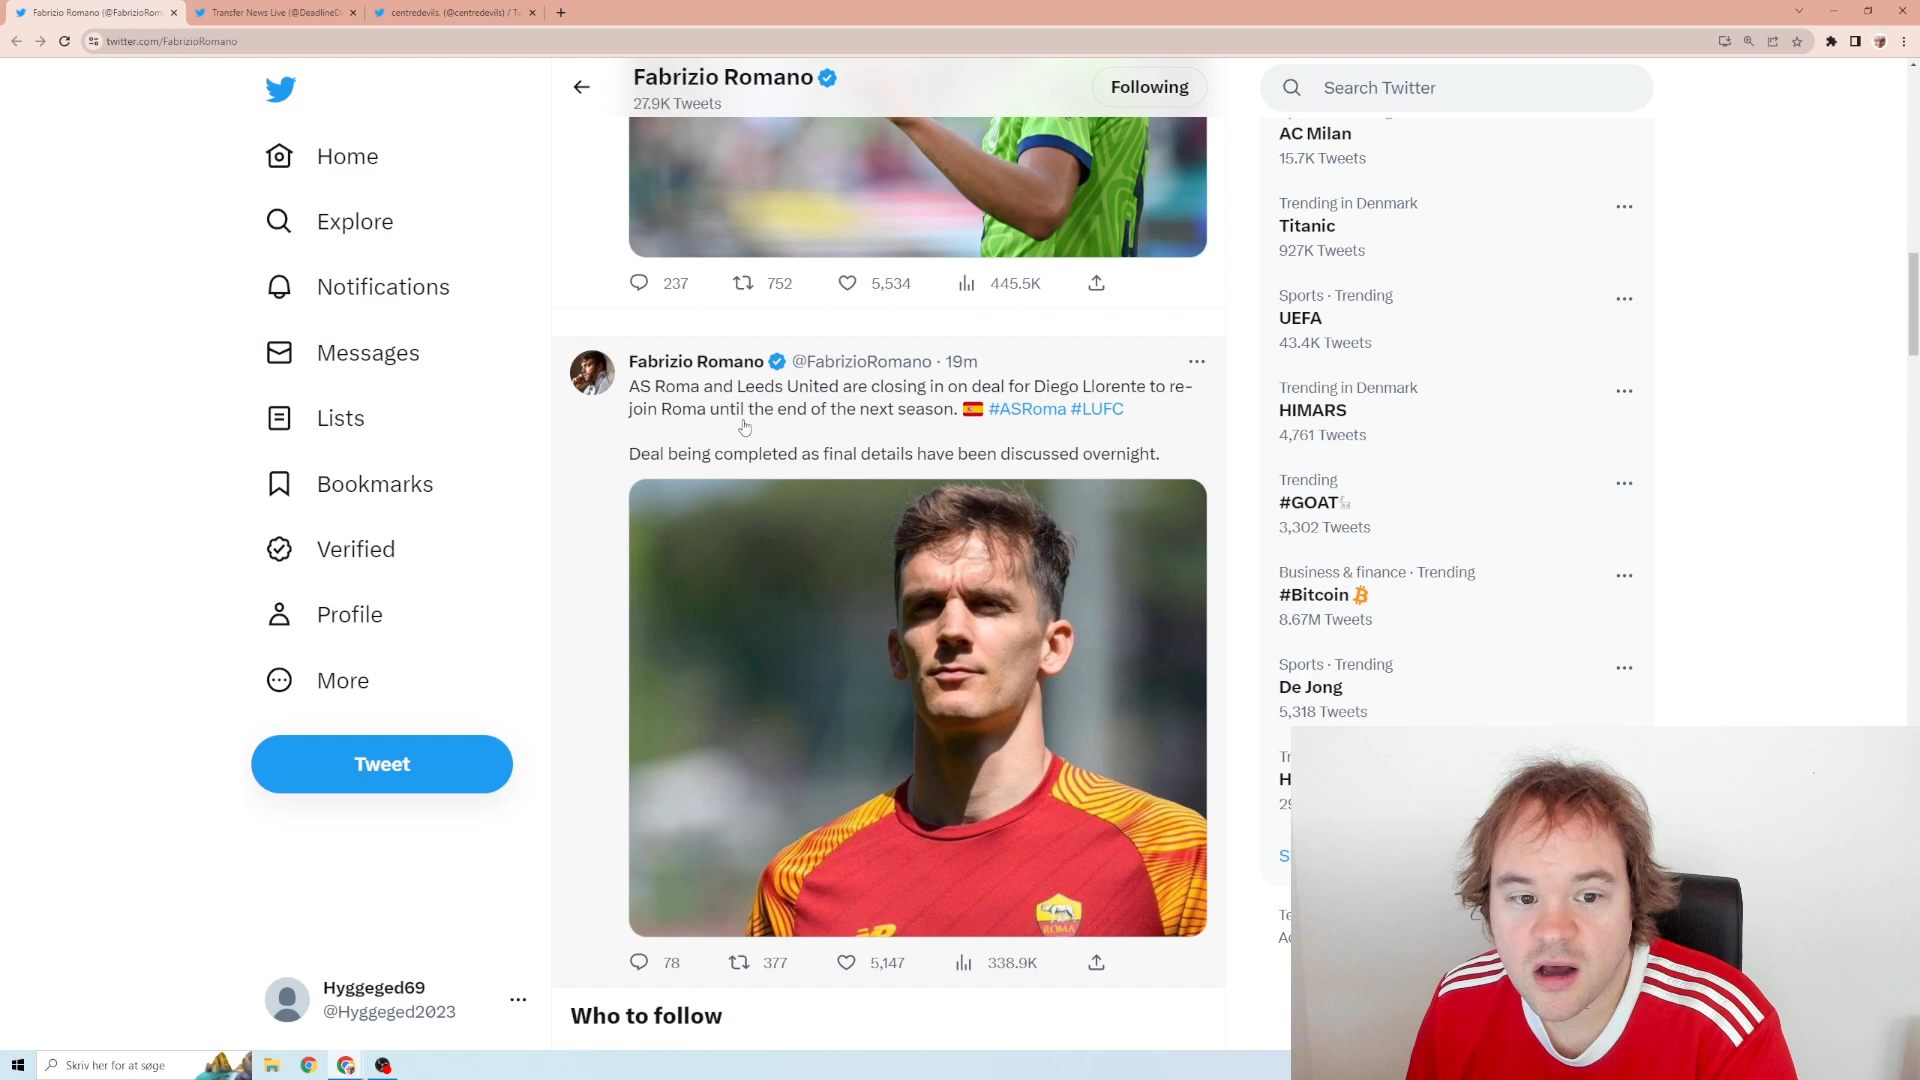 Fabrizio Romano (@FabrizioRom
Transfer News Live (@DeadlineD
centredevils. (@centredevils) / Tw
twitter.com/FabrizioRomano
Fabrizio Romano
27.9K Tweets
Following
Search Twitter
Home
Explore
Notifications
Messages
Lists
Bookmarks
Verified
Profile
More
Tweet
Hyggeged69
@Hyggeged2023
237
752
5,534
445.5K
Fabrizio Romano @FabrizioRomano · 19m
AS Roma and Leeds United are closing in on deal for Diego Llorente to re-
join Roma until the end of the next season. 🇪🇸 #ASRoma #LUFC
Deal being completed as final details have been discussed overnight.
ROMA
78
377
5,147
338.9K
Who to follow
AC Milan
15.7K Tweets
Trending in Denmark
Titanic
927K Tweets
Sports · Trending
UEFA
43.4K Tweets
Trending in Denmark
HIMARS
4,761 Tweets
Trending
#GOAT
3,302 Tweets
Business & finance · Trending
#Bitcoin
8.67M Tweets
Sports · Trending
De Jong
5,318 Tweets
Skriv her for at søge